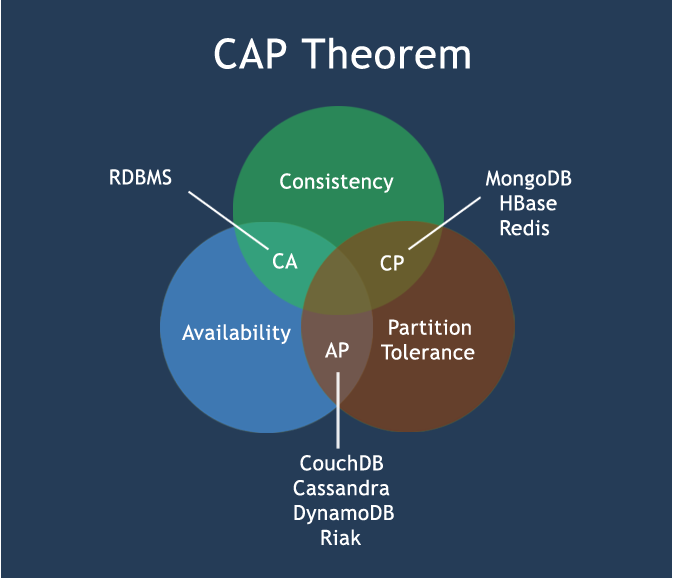 CAP Theorem
RDBMS
Consistency
MongoDB
HBase
Redis
CA
CP
Availability
Partition
Tolerance
AP
CouchDB
Cassandra
DynamoDB
Riak